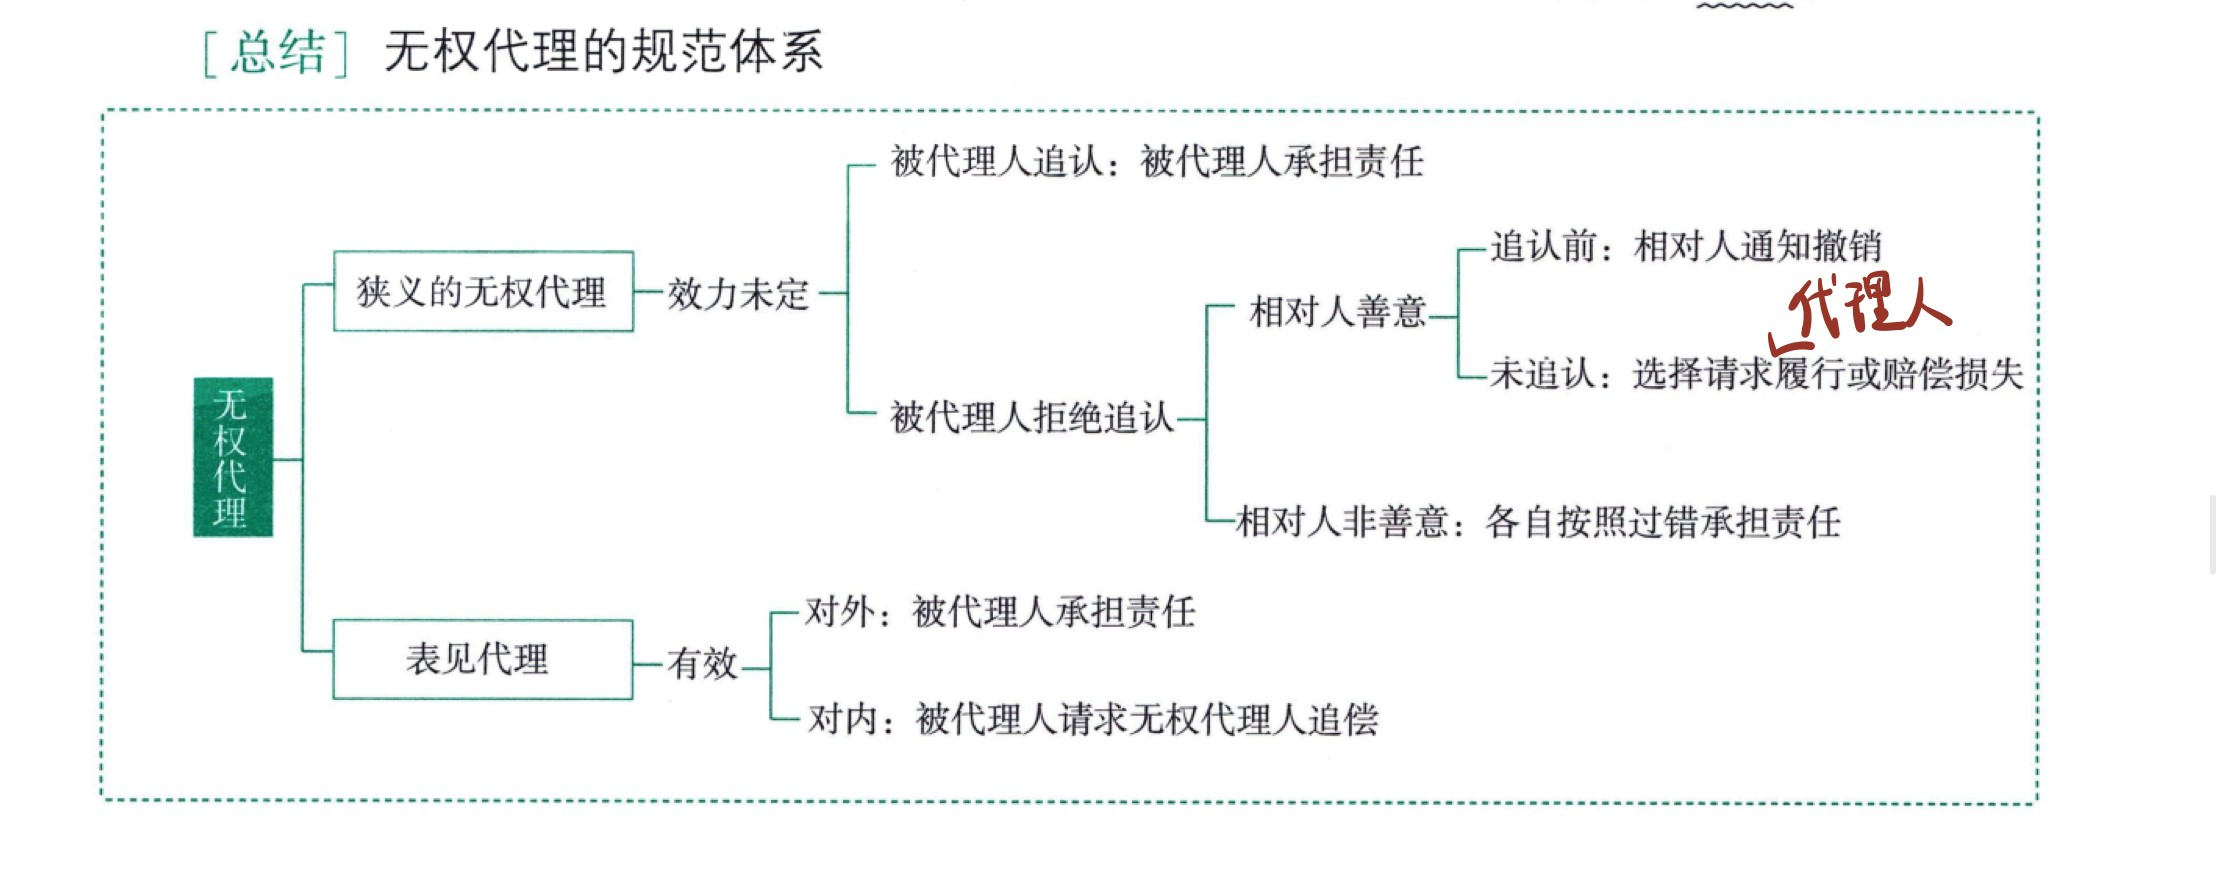 [总结] 无权代理的规范体系
被代理人追认：被代理人承担责任
追认前：相对人通知撤销
狭义的无权代理
效力未定
相对人善意
代理人
未追认：选择请求履行或赔偿损失
无权代理
被代理人拒绝追认
相对人非善意：各自按照过错承担责任
对外：被代理人承担责任
表见代理
有效
对内：被代理人请求无权代理人追偿